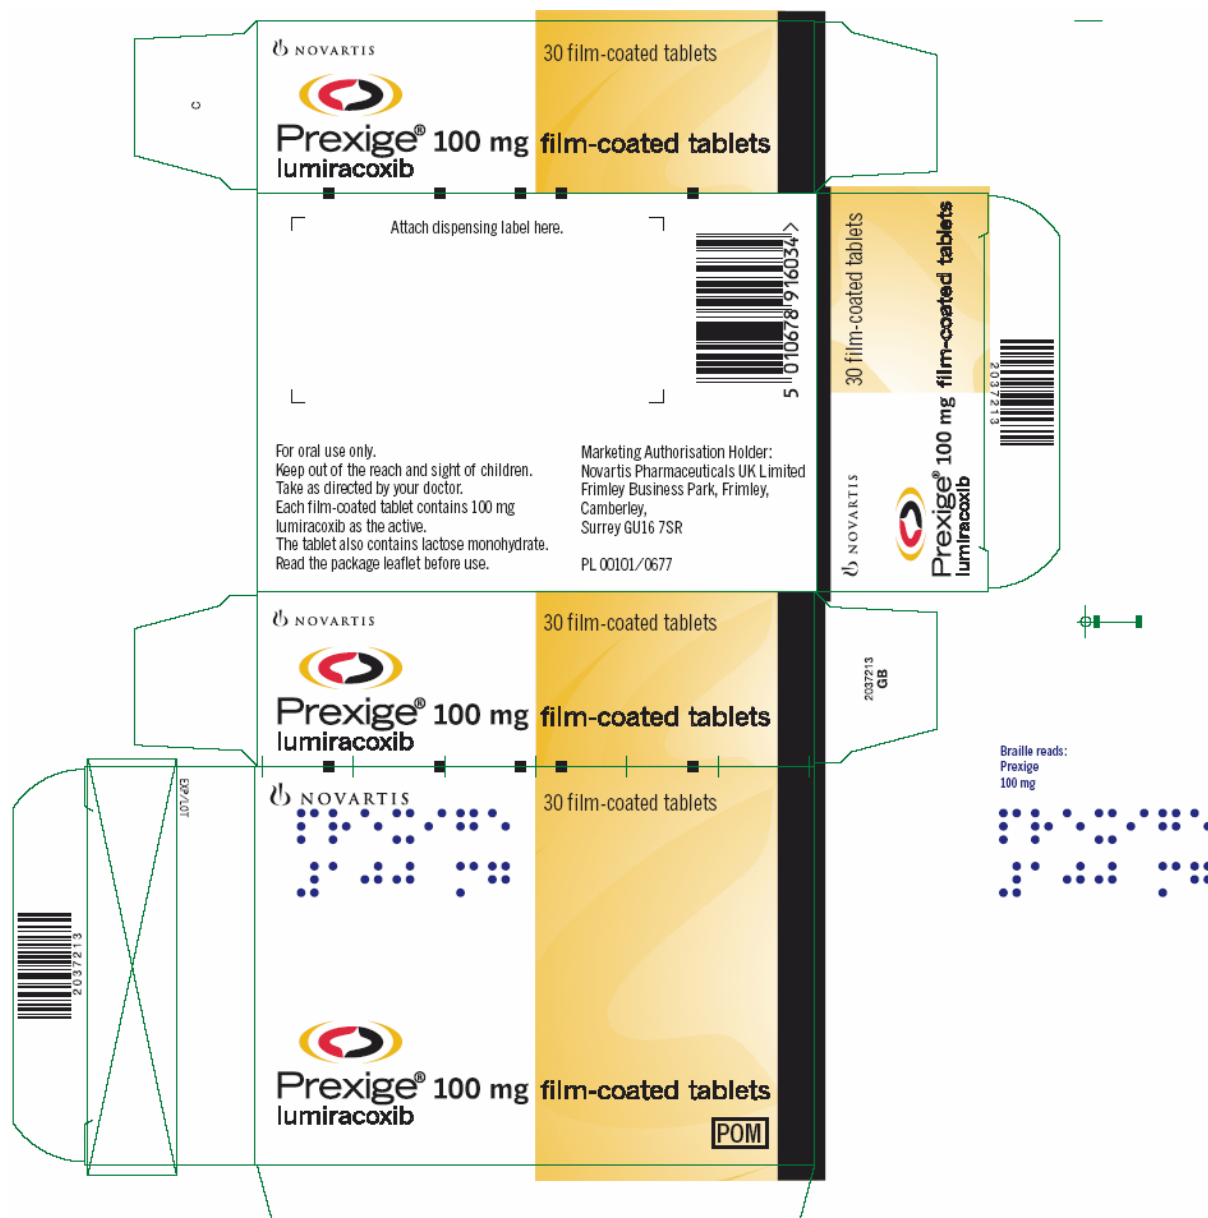 NOVARTIS
30 film-coated tablets
C
Prexige® 100 mg film-coated tablets
lumiracoxib
Attach dispensing label here.
5 010678 916034 >
30 film-coated tablets
NOVARTIS
Prexige® 100 mg film-coated tablets
lumiracoxib
2037213
For oral use only.
Keep out of the reach and sight of children.
Take as directed by your doctor.
Each film-coated tablet contains 100 mg
lumiracoxib as the active.
The tablet also contains lactose monohydrate.
Read the package leaflet before use.
Marketing Authorisation Holder:
Novartis Pharmaceuticals UK Limited
Frimley Business Park, Frimley,
Camberley,
Surrey GU16 7SR
PL 00101/0677
NOVARTIS
30 film-coated tablets
Prexige® 100 mg film-coated tablets
lumiracoxib
2037213
GB
Braille reads:
Prexige
100 mg
EXP/LOT
2037213
NOVARTIS
30 film-coated tablets
⠏⠗⠑⠭⠊⠛⠑
⠼⠁⠚⠚ ⠍⠛
Prexige® 100 mg film-coated tablets
lumiracoxib
POM